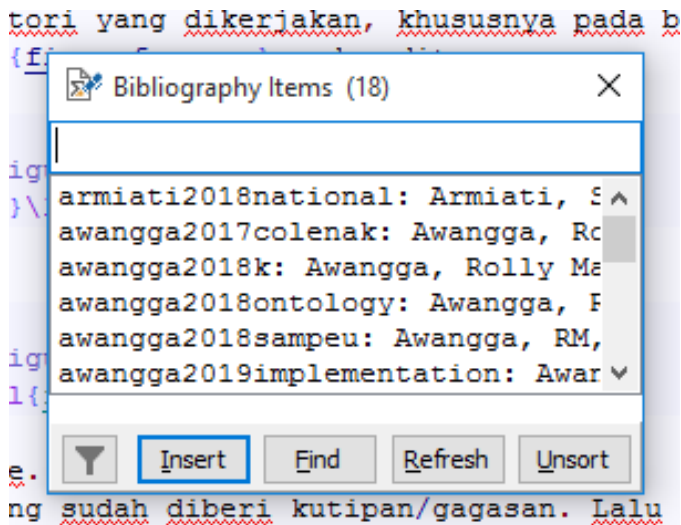 tori yang dikerjakan, khususnya pada b
Bibliography Items (18)
armiati2018national: Armiati, S
awangga2017colenak: Awangga, Ro
awangga2018k: Awangga, Rolly Ma
awangga2018ontology: Awangga, R
awangga2018sampeu: Awangga, RM,
awangga2019implementation: Awan
Insert Find Refresh Unsort
ng sudah diberi kutipan/gagasan. Lalu